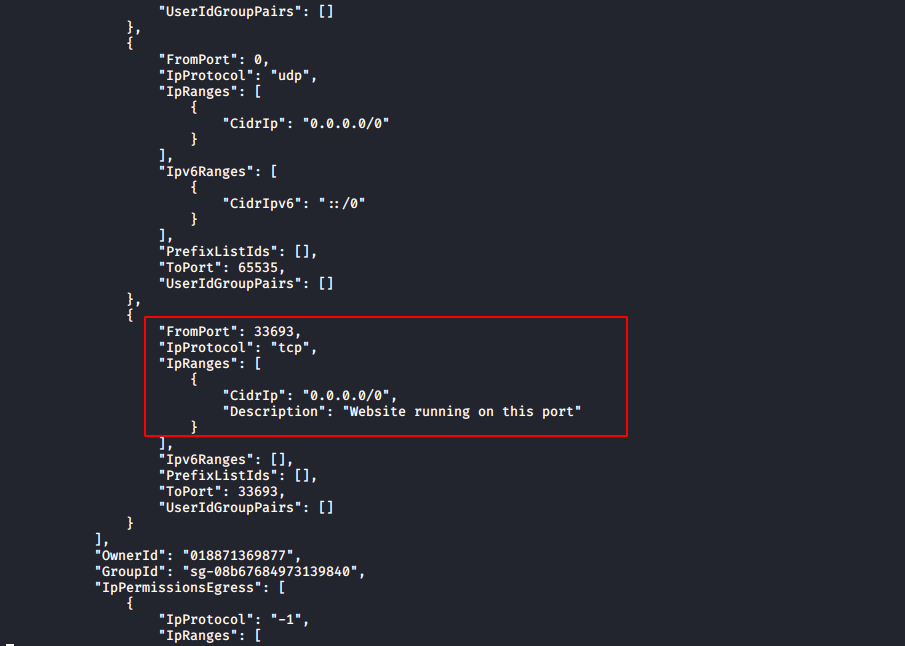 "UserIdGroupPairs": []
},
{
"FromPort": 0,
"IpProtocol": "udp",
"IpRanges": [
{
"CidrIp": "0.0.0.0/0"
}
],
"Ipv6Ranges": [
{
"CidrIpv6": "::/0"
}
],
"PrefixListIds": [],
"ToPort": 65535,
"UserIdGroupPairs": []
},
{
"FromPort": 33693,
"IpProtocol": "tcp",
"IpRanges": [
{
"CidrIp": "0.0.0.0/0",
"Description": "Website running on this port"
}
],
"Ipv6Ranges": [],
"PrefixListIds": [],
"ToPort": 33693,
"UserIdGroupPairs": []
}
],
"OwnerId": "018871369877",
"GroupId": "sg-08b67684973139840",
"IpPermissionsEgress": [
{
"IpProtocol": "-1",
"IpRanges": [